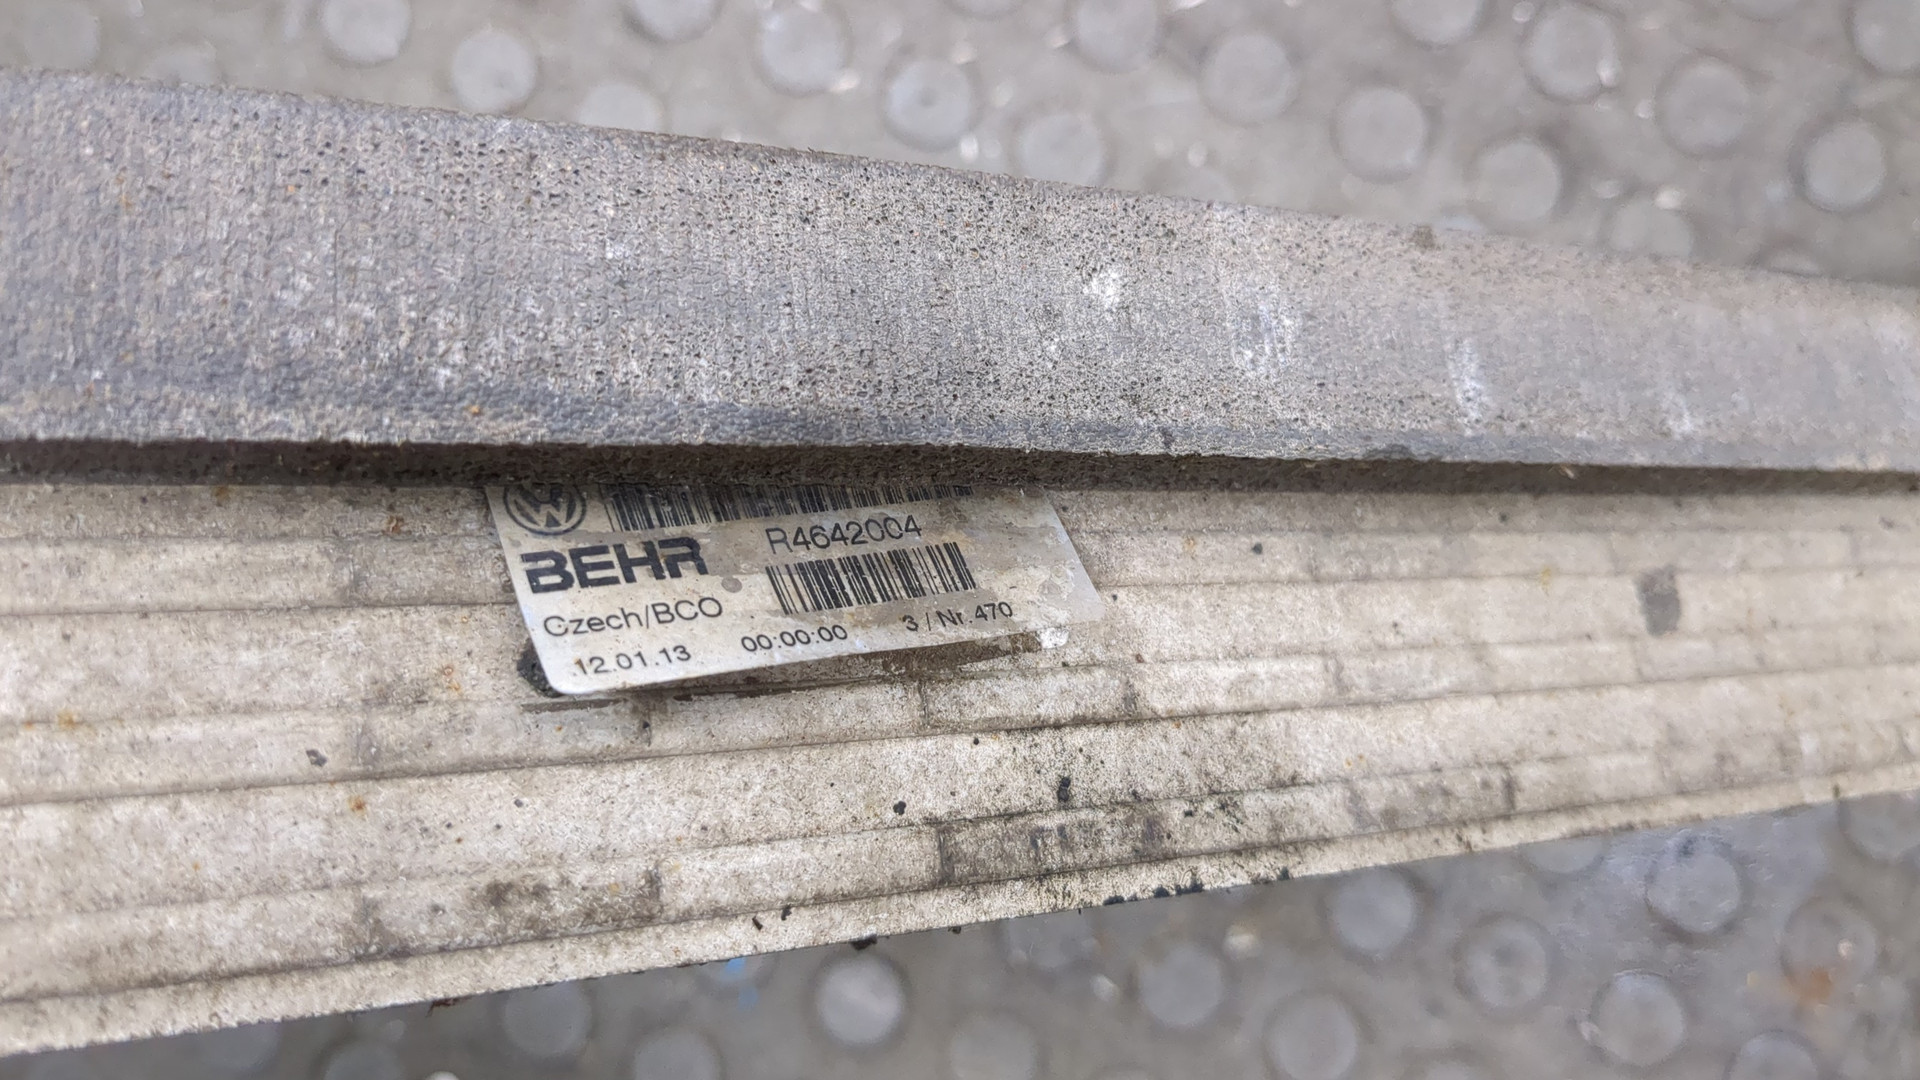 R4642004
BEHR
Czech/BCO
12.01.13 00:00:00 3 / Nr.470